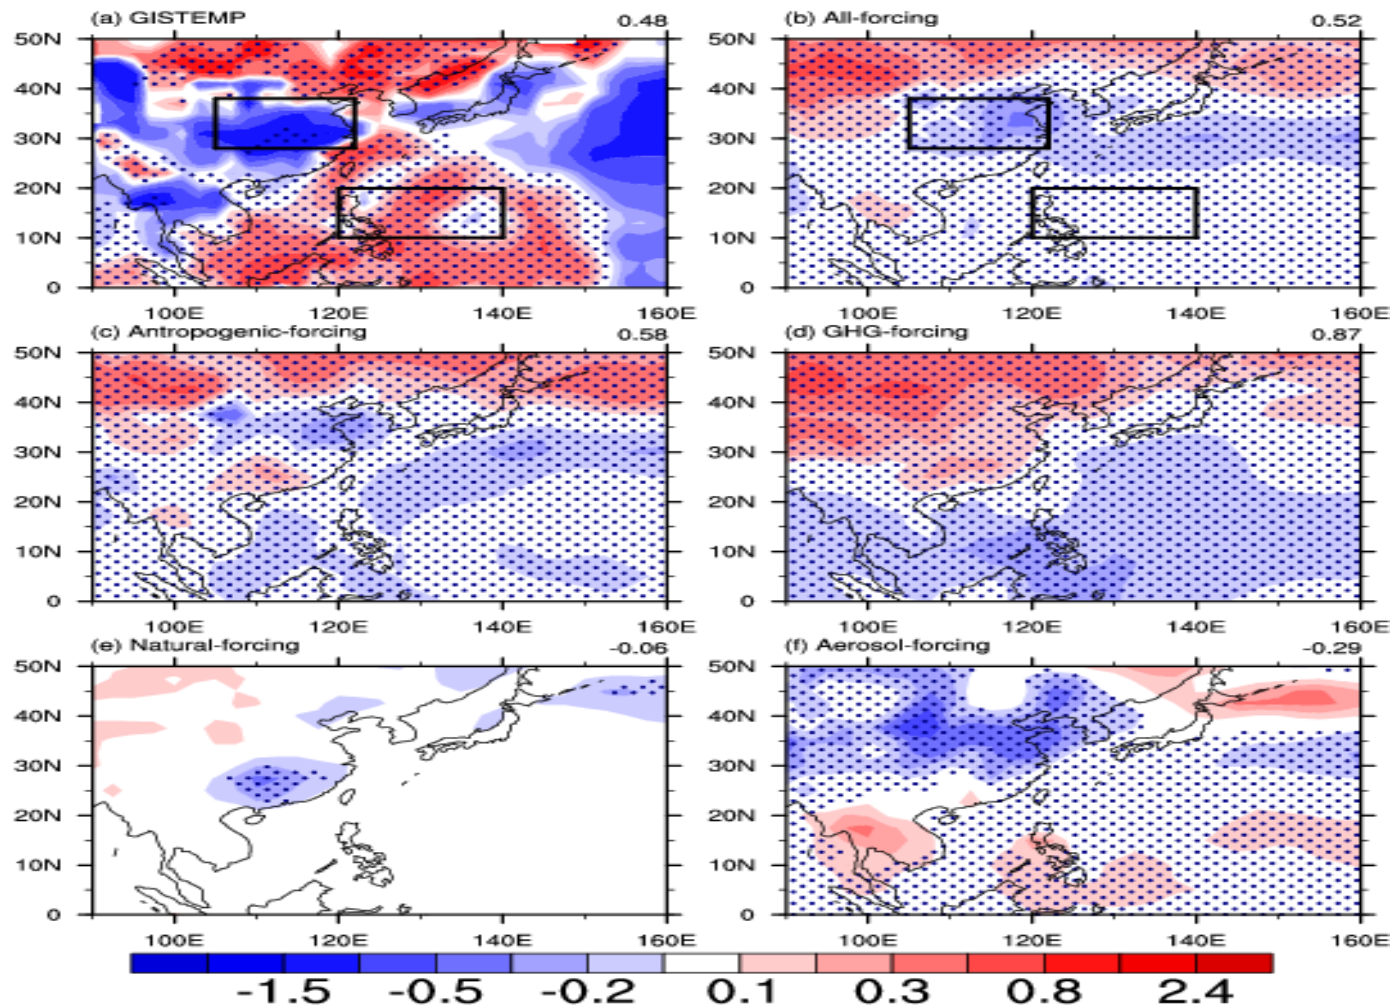 (a) GISTEMP 0.48 (b) All-forcing 0.52
50N 50N
40N 40N
30N 30N
20N 20N
10N 10N
0 0
100E 120E 140E 160E 100E 120E 140E 160E
(c) Antropogenic-forcing 0.58 (d) GHG-forcing 0.87
50N 50N
40N 40N
30N 30N
20N 20N
10N 10N
0 0
100E 120E 140E 160E 100E 120E 140E 160E
(e) Natural-forcing -0.06 (f) Aerosol-forcing -0.29
50N 50N
40N 40N
30N 30N
20N 20N
10N 10N
0 0
100E 120E 140E 160E 100E 120E 140E 160E
-1.5 -0.5 -0.2 0.1 0.3 0.8 2.4